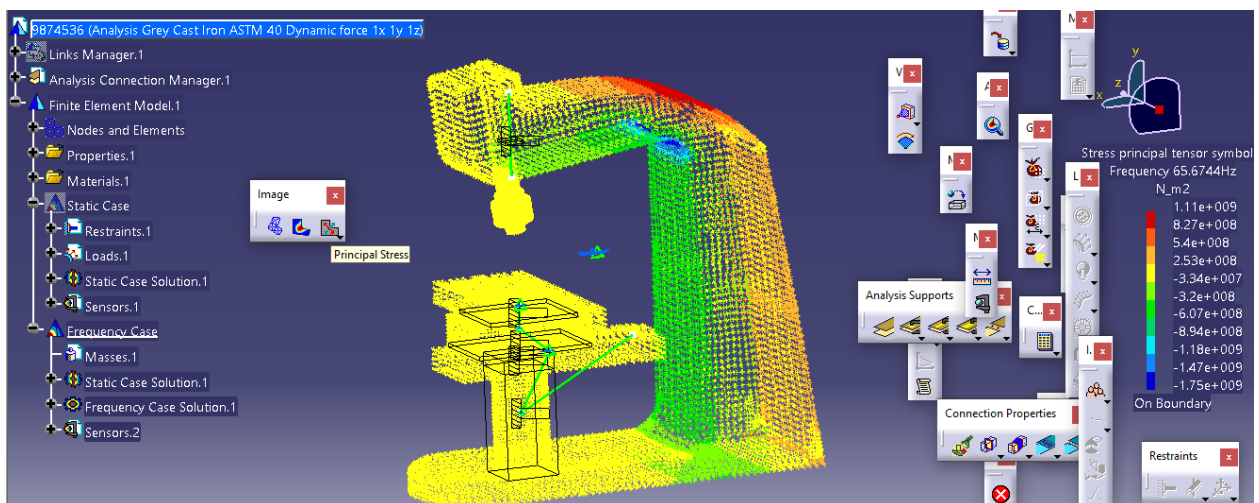 9874536 (Analysis Grey Cast Iron ASTM 40 Dynamic force 1x 1y 1z)
Links Manager.1
Analysis Connection Manager.1
Finite Element Model.1
Nodes and Elements
Properties.1
Materials.1
Static Case
Restraints.1
Loads.1
Static Case Solution.1
Sensors.1
Frequency Case
Masses.1
Static Case Solution.1
Frequency Case Solution.1
Sensors.2
Image
x
Principal Stress
M...
x
V
x
A
x
G
x
N
x
L
x
N
x
Analysis Supports
x
C...
x
I.
x
Connection Properties
x
x
Restraints
x
y
z
x
Stress principal tensor symbol
Frequency 65.6744Hz
N_m2
1.11e+009
8.27e+008
5.4e+008
2.53e+008
-3.34e+007
-3.2e+008
-6.07e+008
-8.94e+008
-1.18e+009
-1.47e+009
-1.75e+009
On Boundary